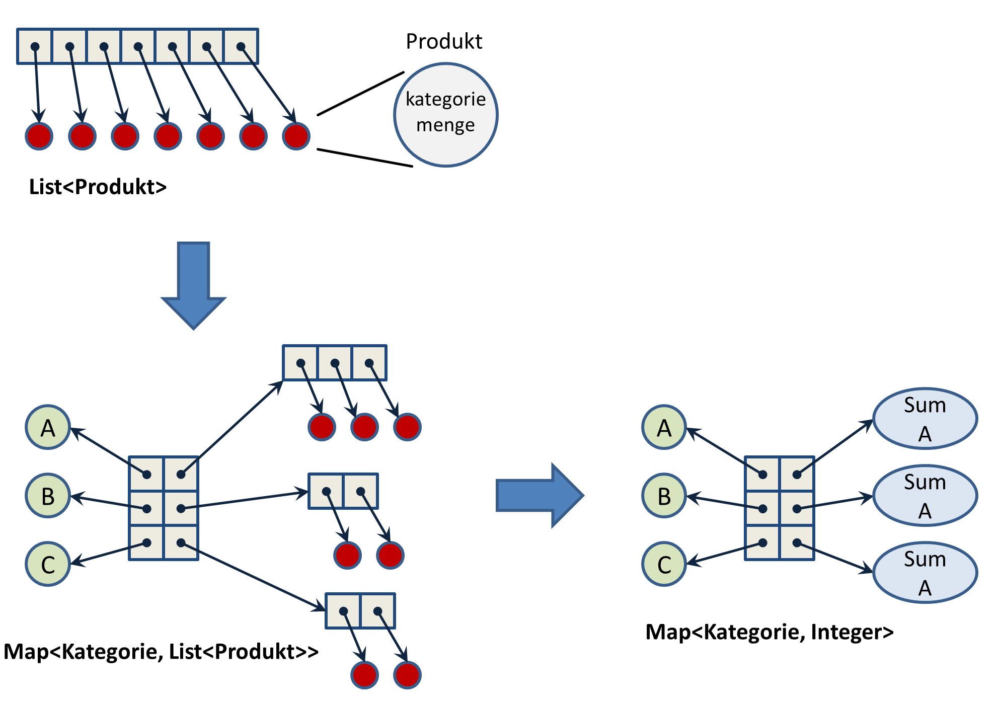 Produkt
kategorie
menge
List<Produkt>
A
B
C
Map<Kategorie, List<Produkt>>
A
B
C
Sum
A
Sum
A
Sum
A
Map<Kategorie, Integer>